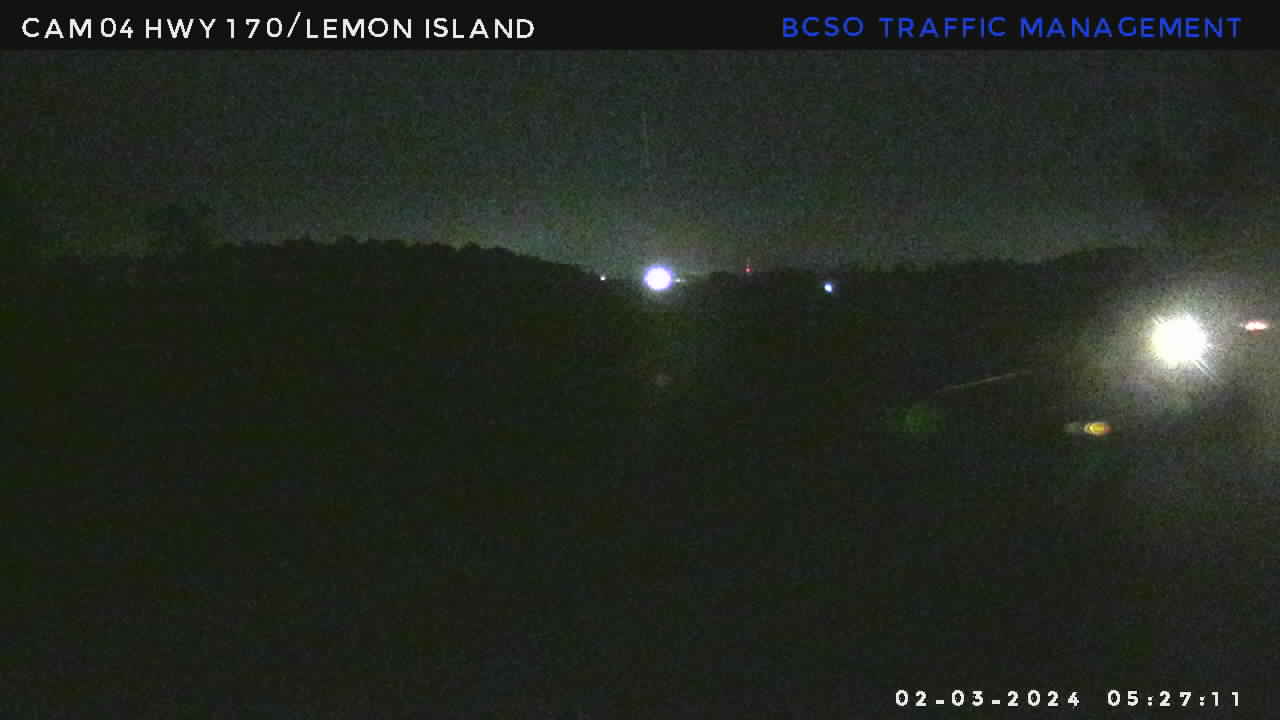 CAM 04 HWY 170/LEMON ISLAND
BCSO TRAFFIC MANAGEMENT
02-03-2024 05:27:11